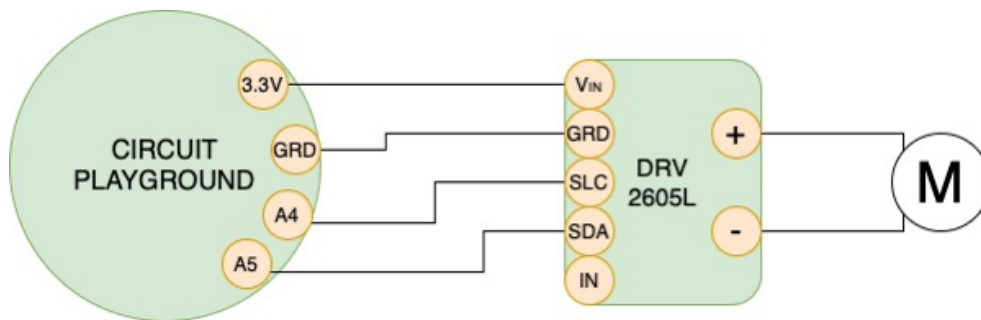 CIRCUIT
PLAYGROUND
3.3V
GRD
A4
A5
VIN
GRD
SLC
SDA
IN
DRV
2605L
+
-
M